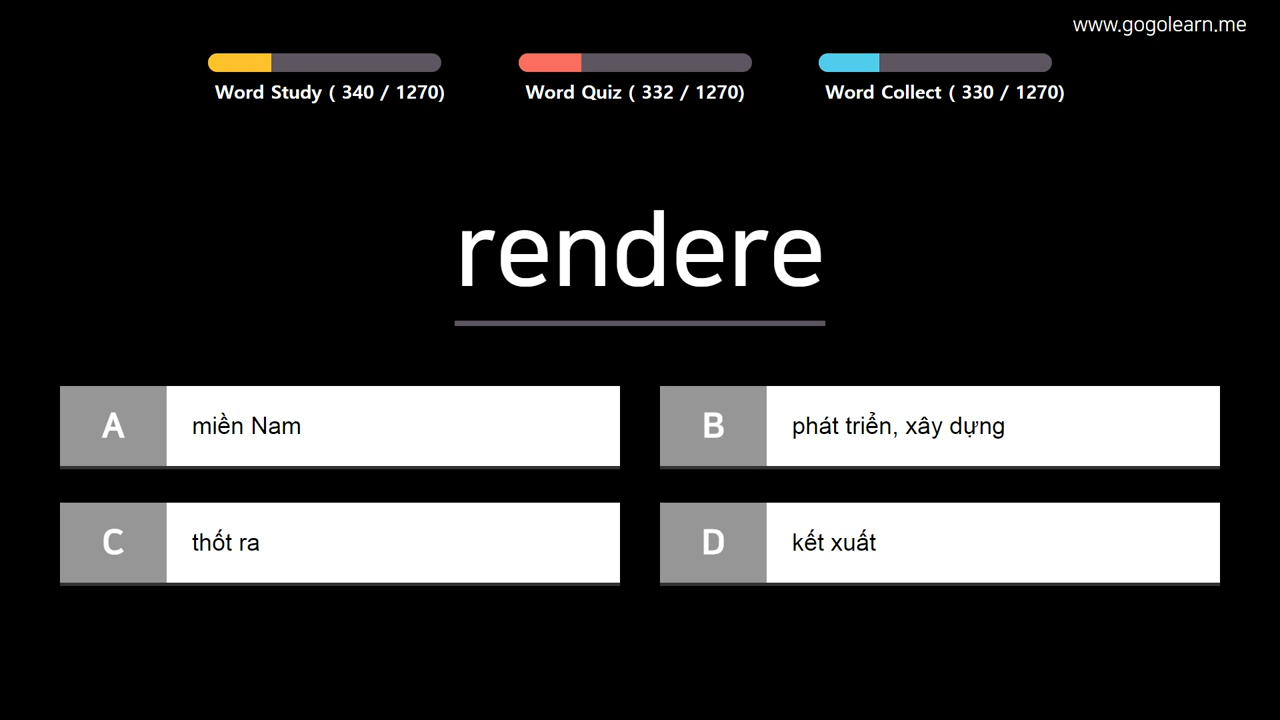 www.gogolearn.me
Word Study ( 340 / 1270)
Word Quiz ( 332 / 1270)
Word Collect ( 330 / 1270)
rendere
A miền Nam
B phát triển, xây dựng
C thốt ra
D kết xuất